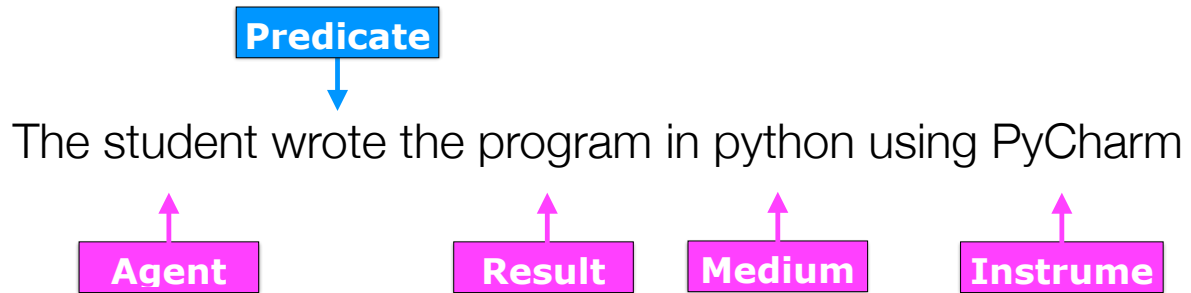 Predicate
The student wrote the program in python using PyCharm
Agent Result Medium Instrume